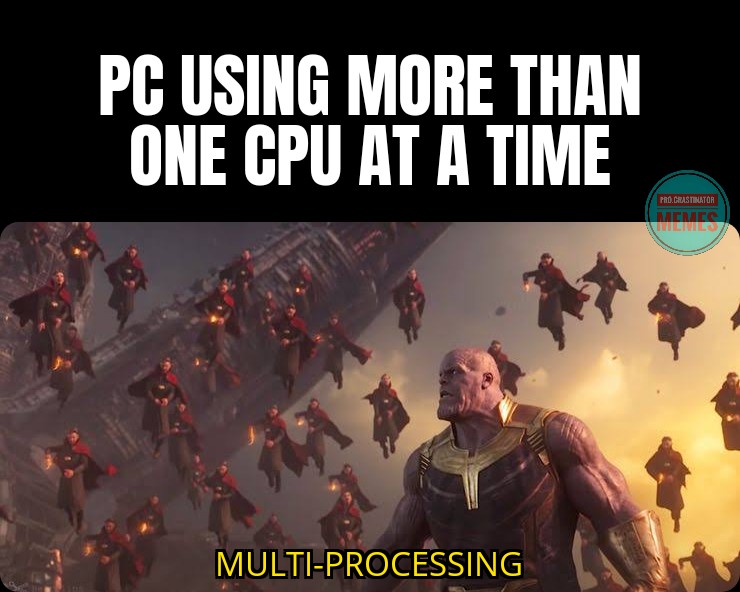 PC USING MORE THAN
ONE CPU AT A TIME
PRO.CRASTINATOR
MEMES
MULTI-PROCESSING